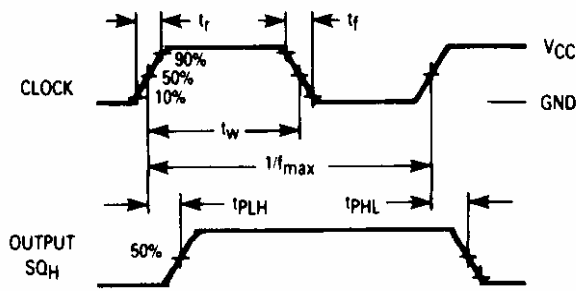 tr
tf
VCC
90%
50%
10%
CLOCK
GND
tw
1/fmax
tPLH
tPHL
OUTPUT
SQH
50%